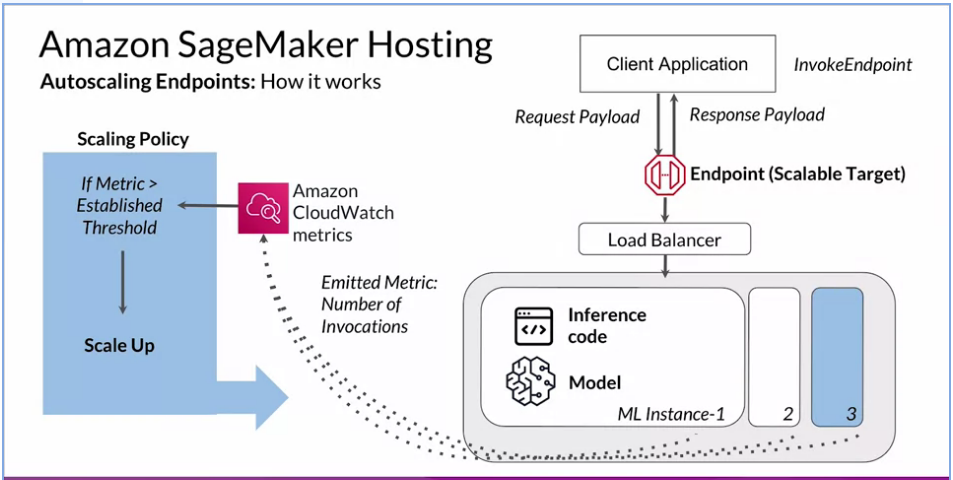 Amazon SageMaker Hosting
Autoscaling Endpoints: How it works
Client Application
InvokeEndpoint
Request Payload
Response Payload
Endpoint (Scalable Target)
Load Balancer
Scaling Policy
If Metric >
Established
Threshold
Scale Up
Amazon
CloudWatch
metrics
Emitted Metric:
Number of
Invocations
Inference
code
Model
ML Instance-1
2
3